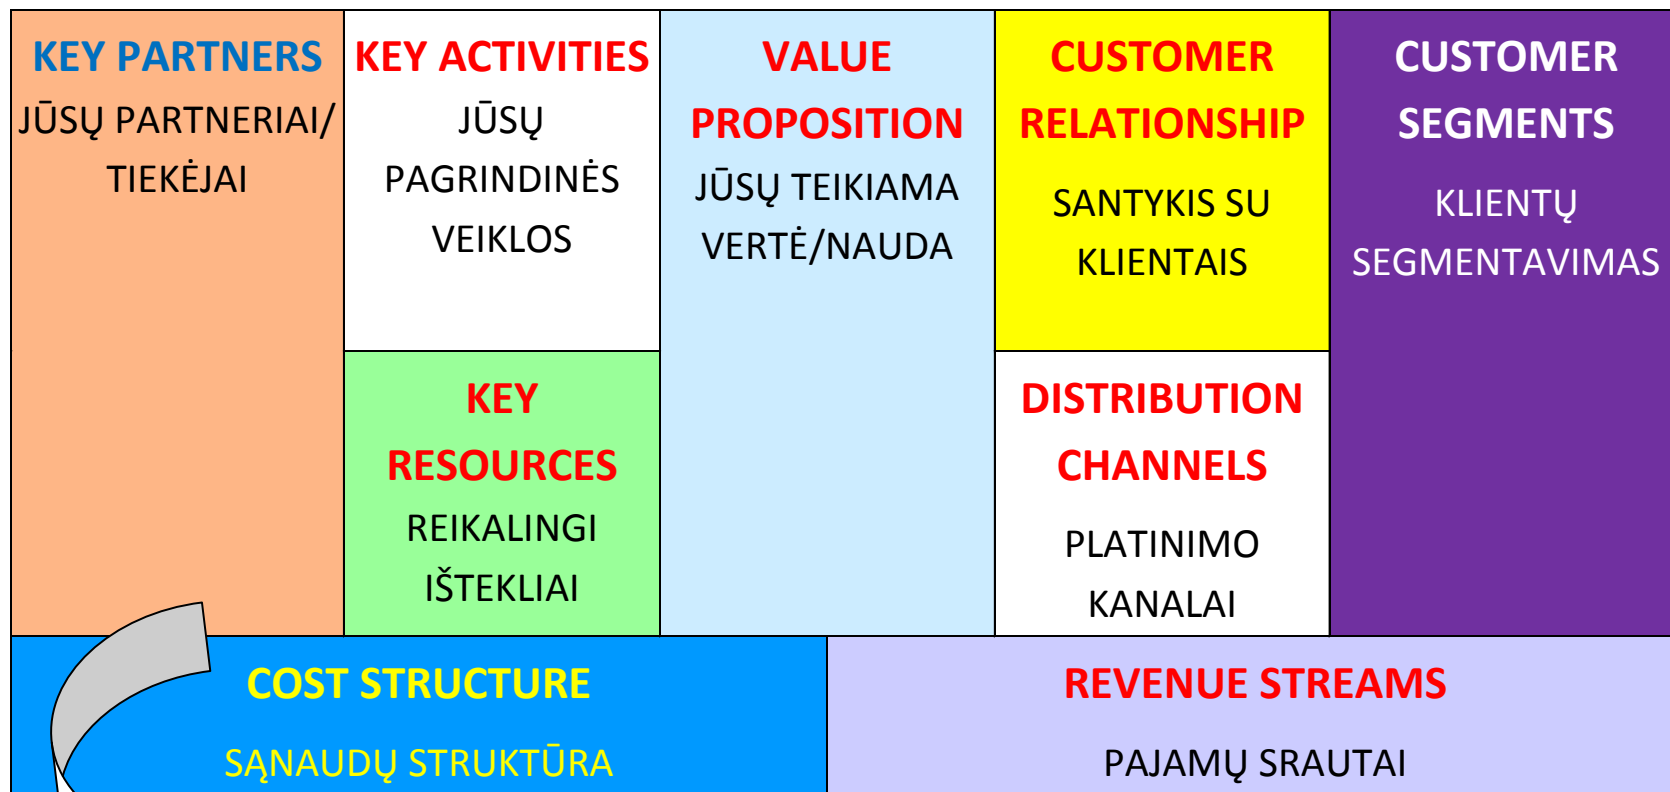 KEY PARTNERS
JŪSŲ PARTNERIAI/
TIEKĖJAI
KEY ACTIVITIES
JŪSŲ
PAGRINDINĖS
VEIKLOS
KEY
RESOURCES
REIKALINGI
IŠTEKLIAI
VALUE
PROPOSITION
JŪSŲ TEIKIAMA
VERTĖ/NAUDA
CUSTOMER
RELATIONSHIP
SANTYKIS SU
KLIENTAIS
DISTRIBUTION
CHANNELS
PLATINIMO
KANALAI
CUSTOMER
SEGMENTS
KLIENTŲ
SEGMENTAVIMAS
COST STRUCTURE
SĄNAUDŲ STRUKTŪRA
REVENUE STREAMS
PAJAMŲ SRAUTAI